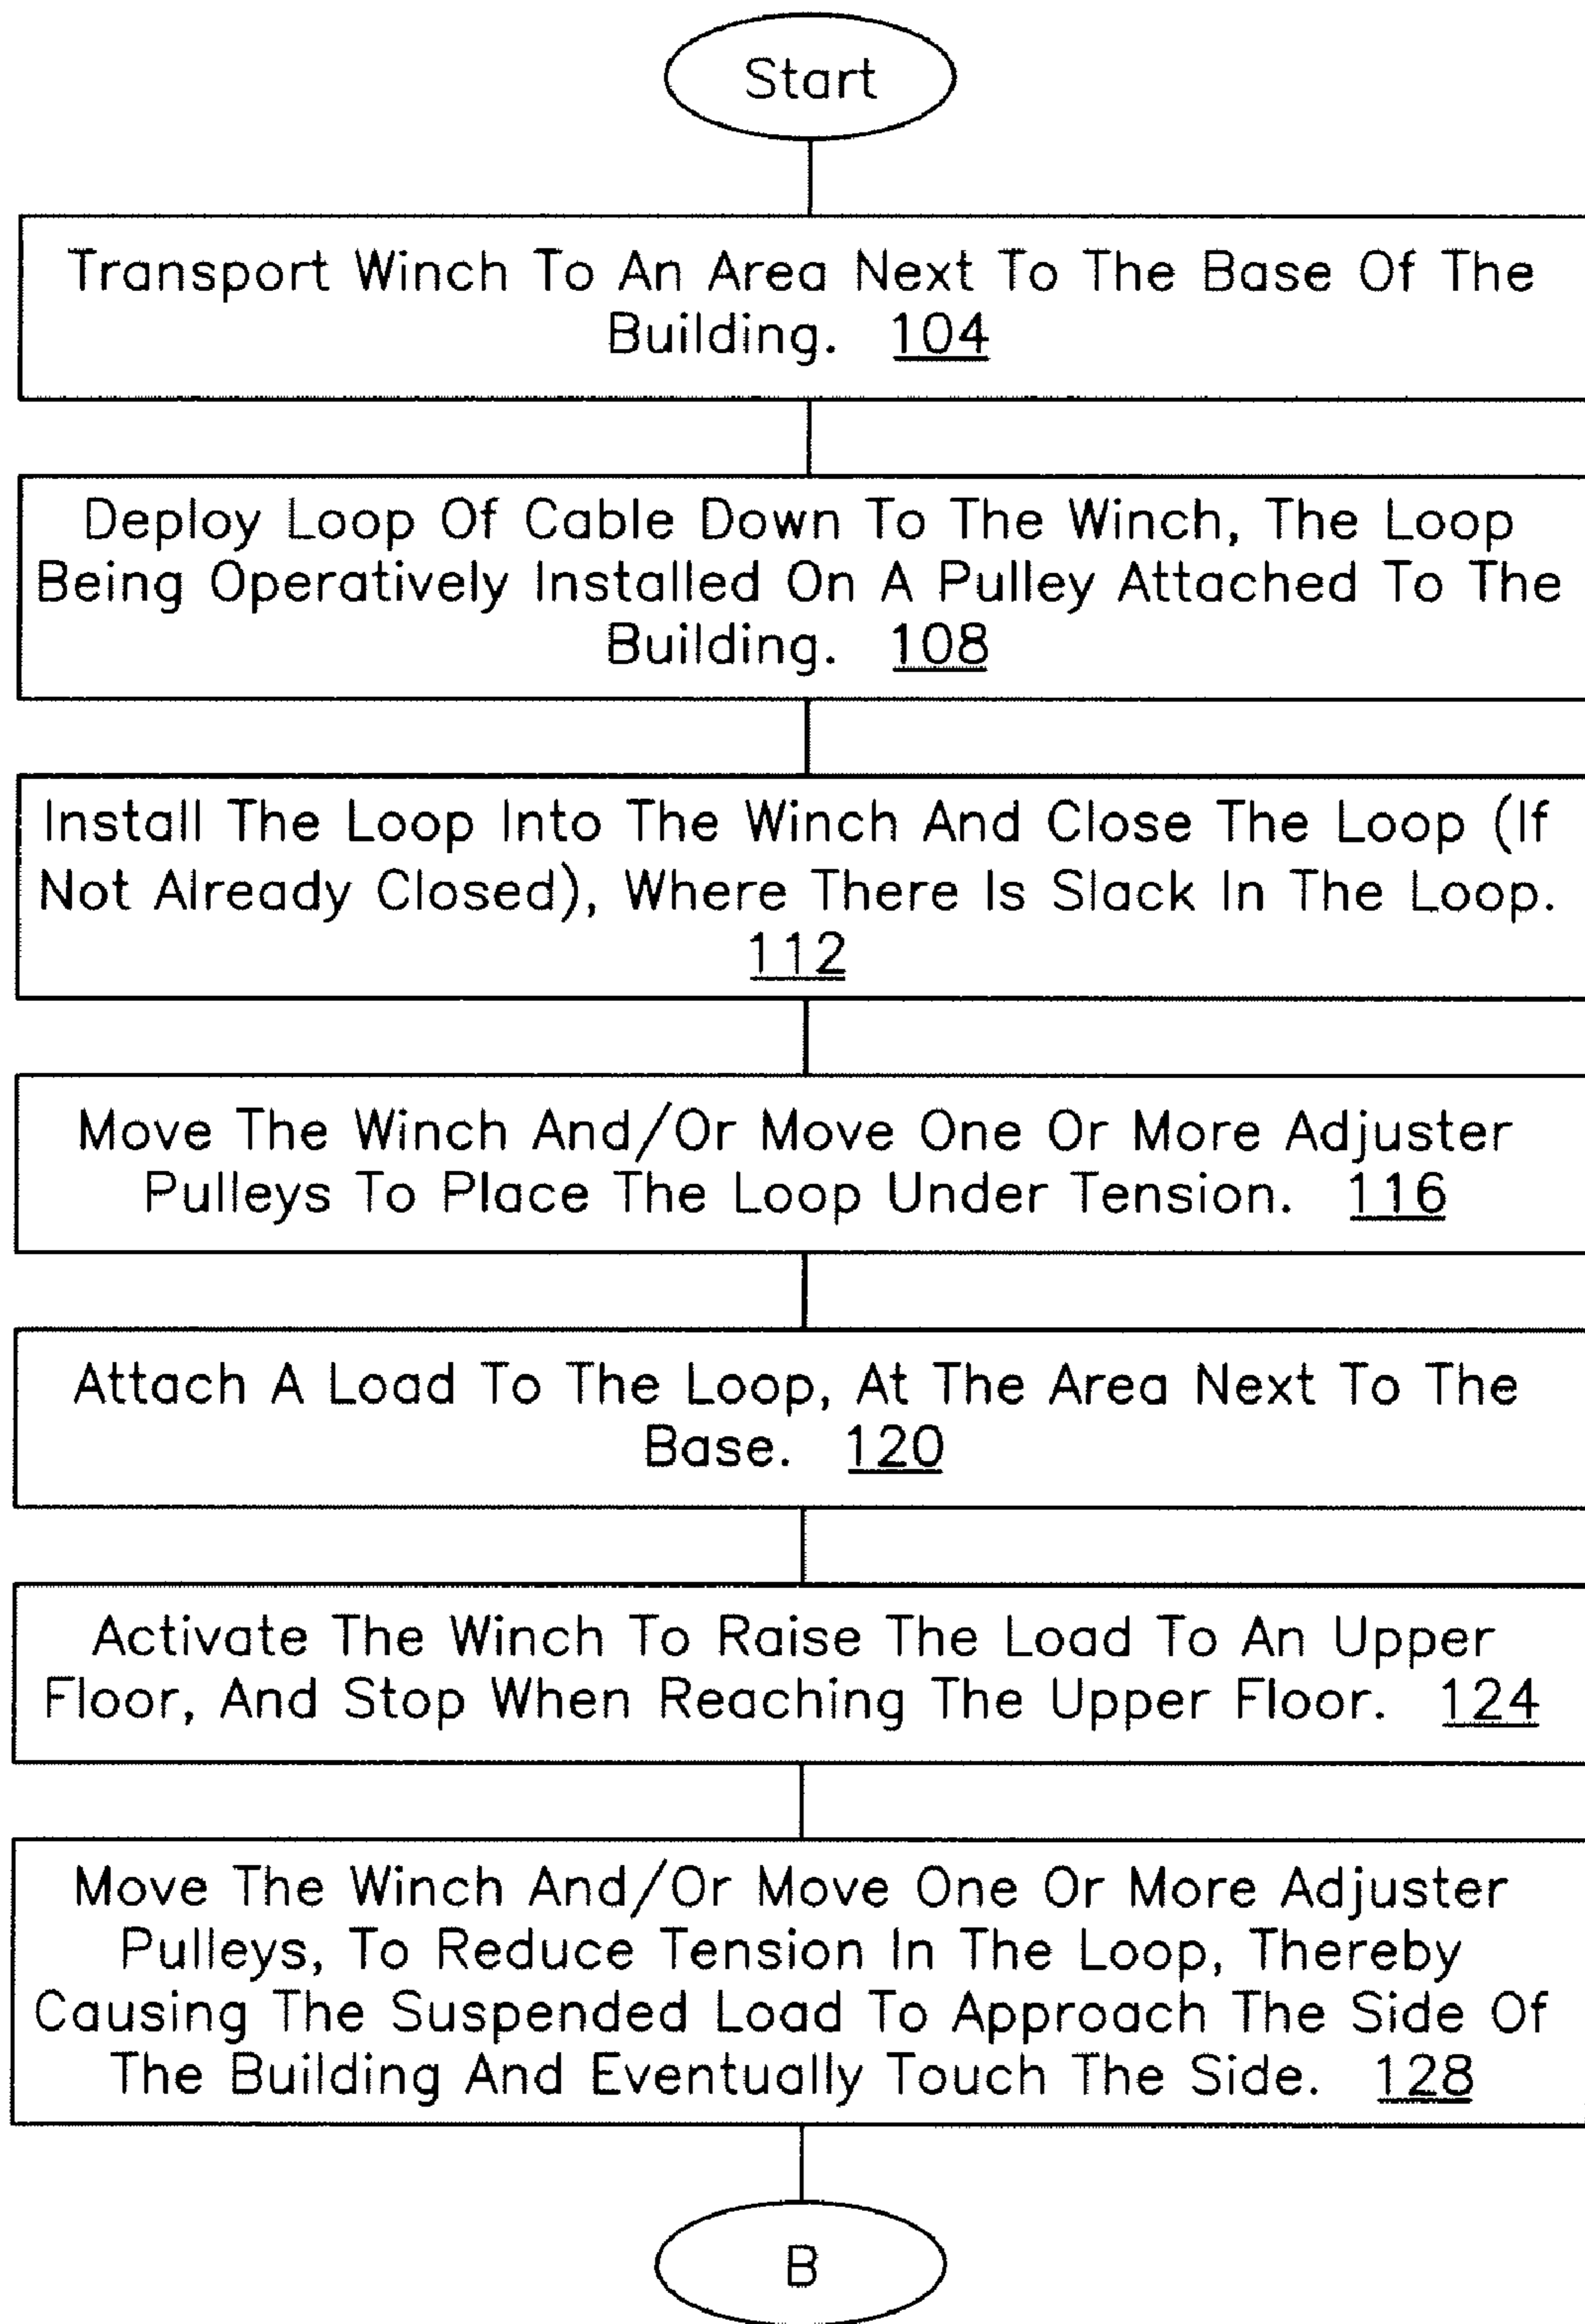 Start
Transport Winch To An Area Next To The Base Of The
Building. 104
Deploy Loop Of Cable Down To The Winch, The Loop
Being Operatively Installed On A Pulley Attached To The
Building. 108
Install The Loop Into The Winch And Close The Loop (If
Not Already Closed), Where There Is Slack In The Loop.
112
Move The Winch And/Or Move One Or More Adjuster
Pulleys To Place The Loop Under Tension. 116
Attach A Load To The Loop, At The Area Next To The
Base. 120
Activate The Winch To Raise The Load To An Upper
Floor, And Stop When Reaching The Upper Floor. 124
Move The Winch And/Or Move One Or More Adjuster
Pulleys, To Reduce Tension In The Loop, Thereby
Causing The Suspended Load To Approach The Side Of
The Building And Eventually Touch The Side. 128
B